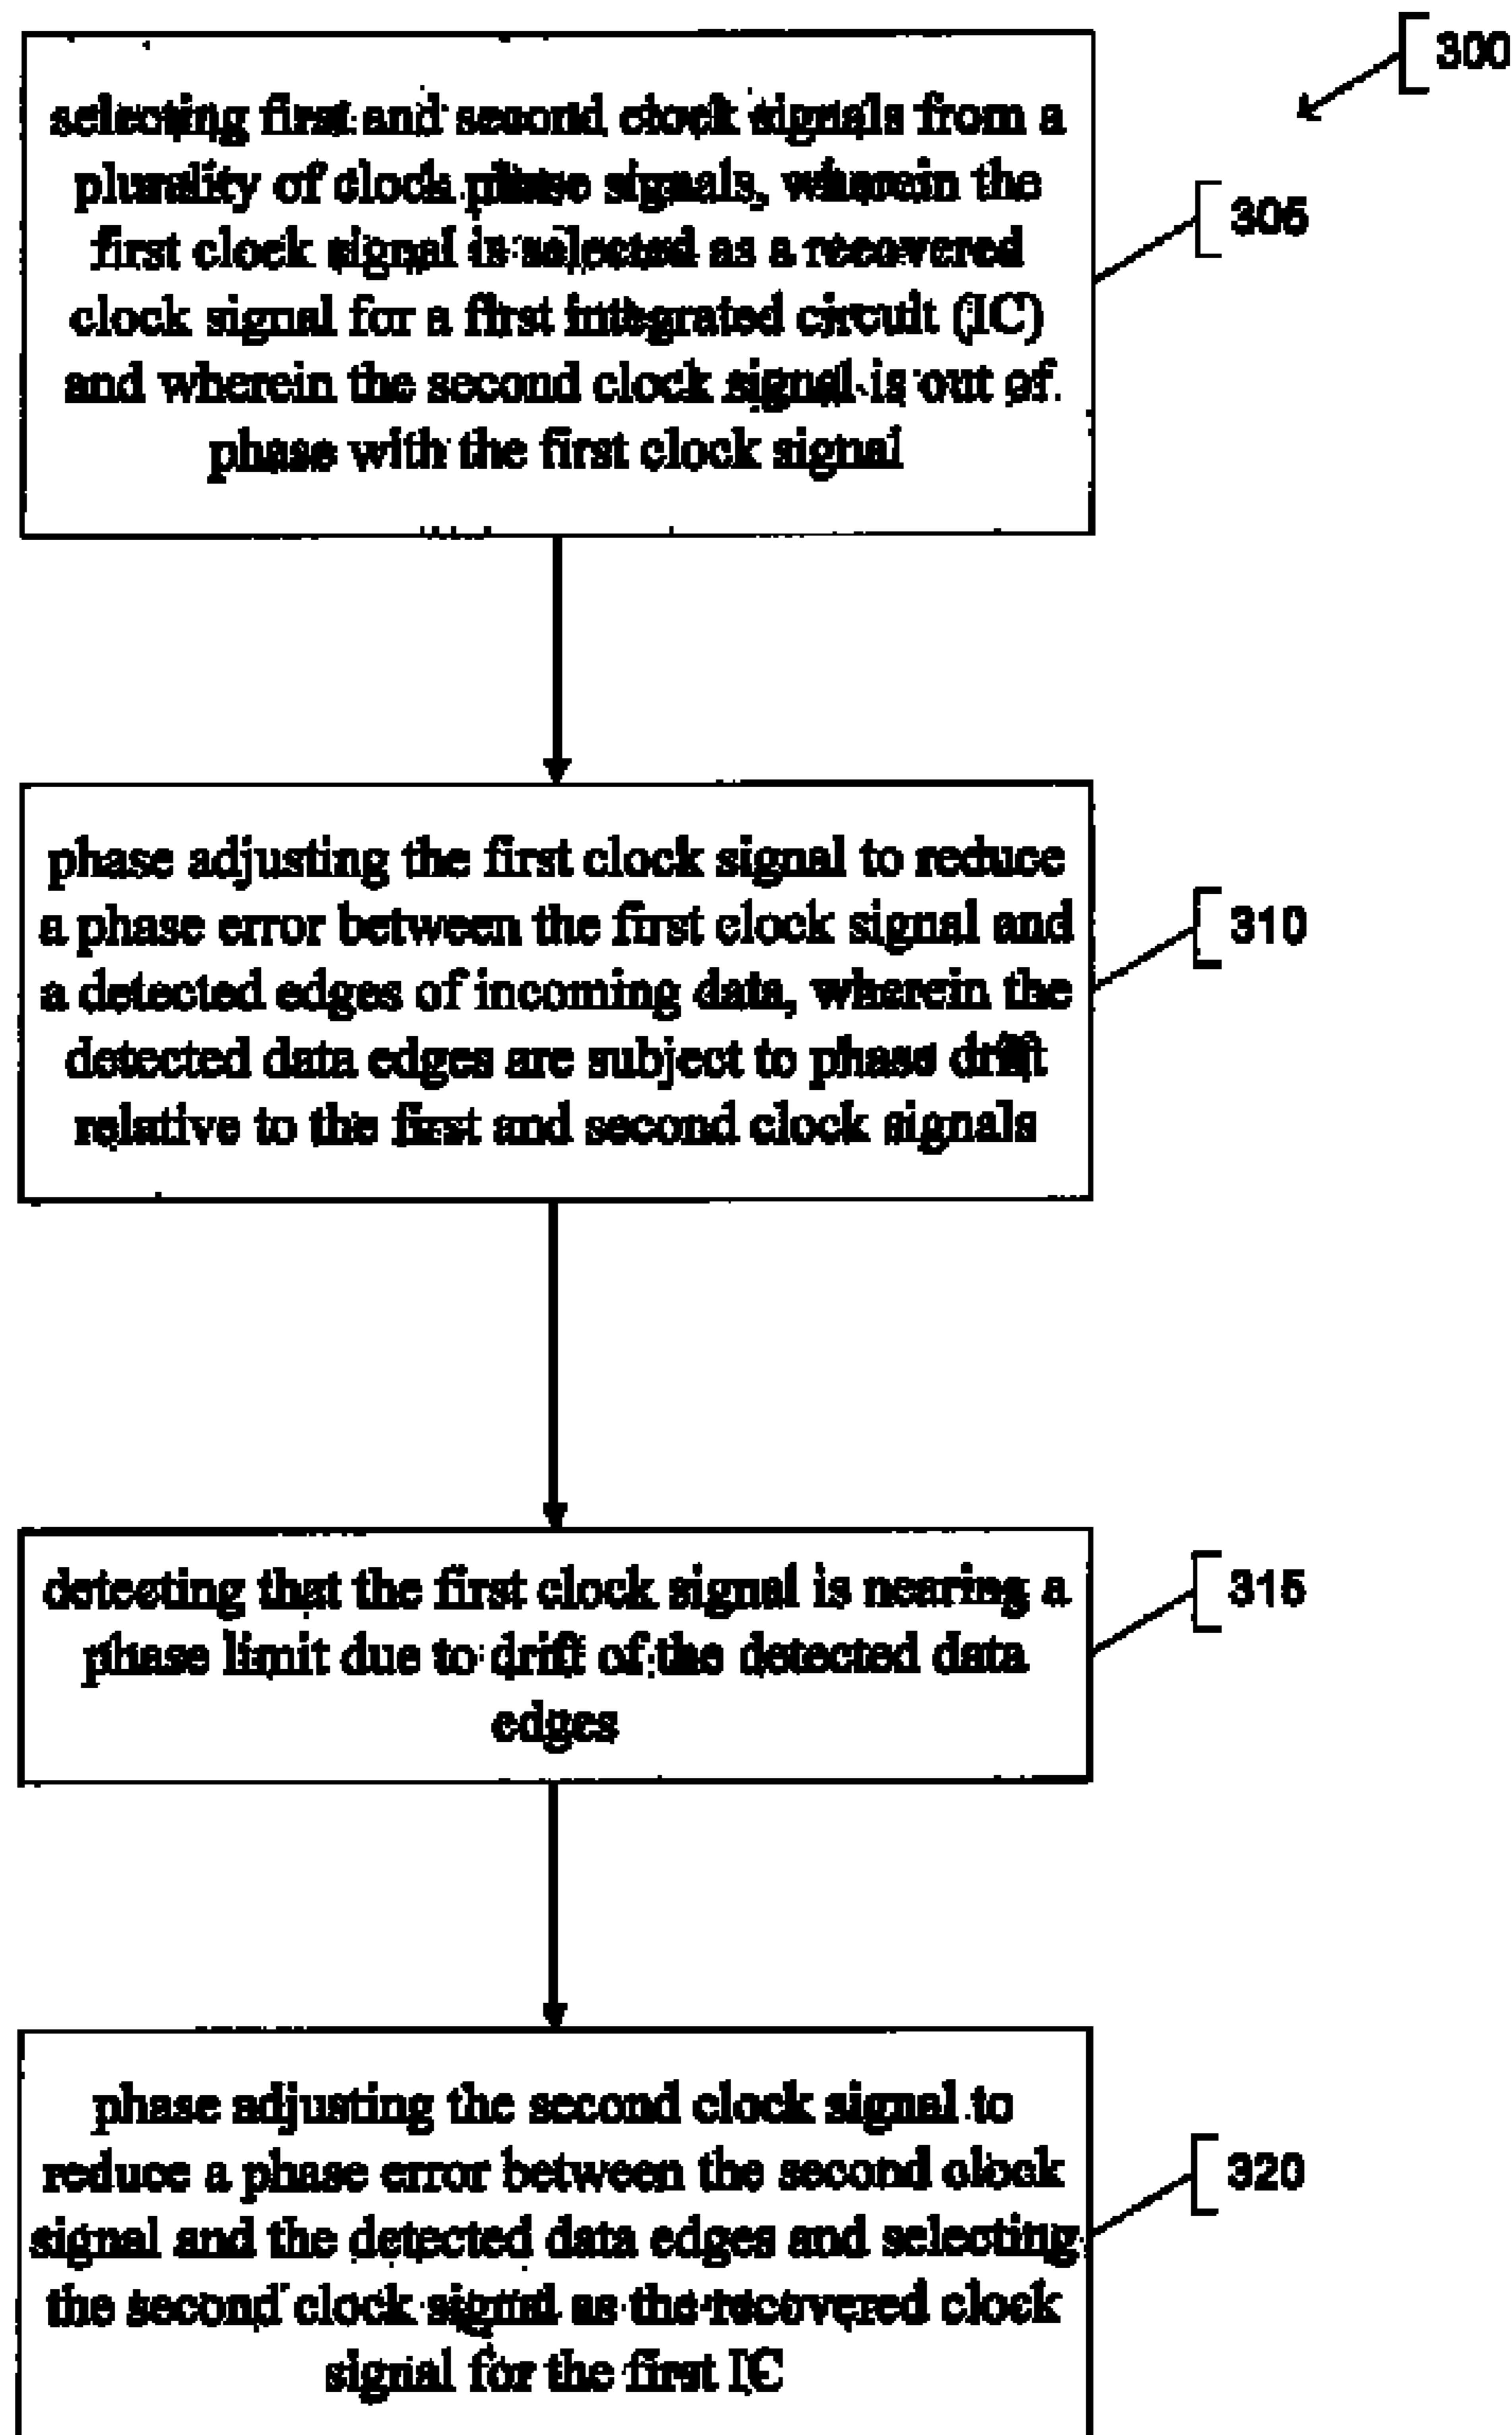 300
selecting first and second clock signals from a
plurality of clock phase signals, wherein the
first clock signal is selected as a recovered
clock signal for a first integrated circuit (IC)
and wherein the second clock signal is out of
phase with the first clock signal
305
phase adjusting the first clock signal to reduce
a phase error between the first clock signal and
a detected edges of incoming data, wherein the
detected data edges are subject to phase drift
relative to the first and second clock signals
310
detecting that the first clock signal is nearing a
phase limit due to drift of the detected data
edges
315
phase adjusting the second clock signal to
reduce a phase error between the second clock
signal and the detected data edges and selecting
the second clock signal as the recovered clock
signal for the first IC
320